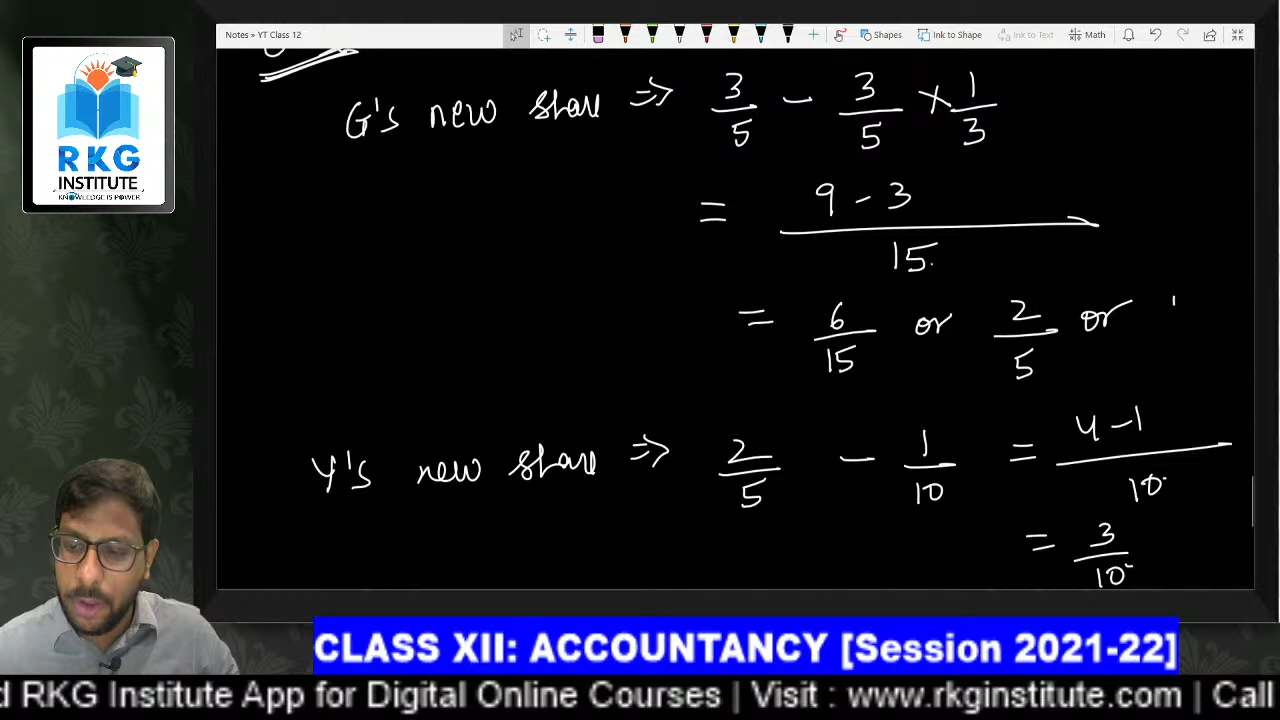 Notes » YT Class 12
Shapes
Ink to Shape
Ink to Text
Math
RKG
INSTITUTE
KNOWLEDGE IS POWER
G's new share ⇒ 3/5 - 3/5 × 1/3
= 9 - 3 / 15
= 6/15 or 2/5 or
Y's new share ⇒ 2/5 - 1/10 = 4 - 1 / 10
= 3/10
CLASS XII: ACCOUNTANCY [Session 2021-22]
d RKG Institute App for Digital Online Courses | Visit : www.rkginstitute.com | Call